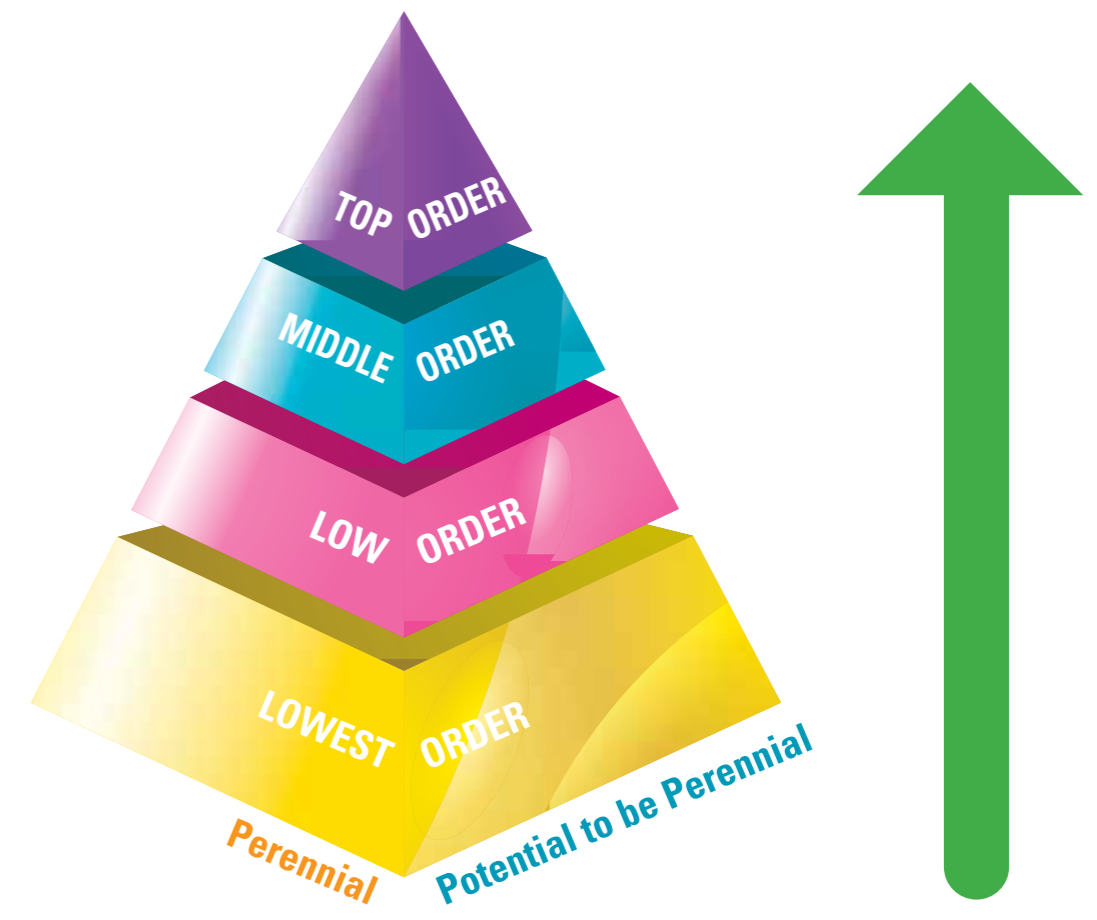 TOP ORDER
MIDDLE ORDER
LOW ORDER
LOWEST ORDER
Perennial
Potential to be Perennial